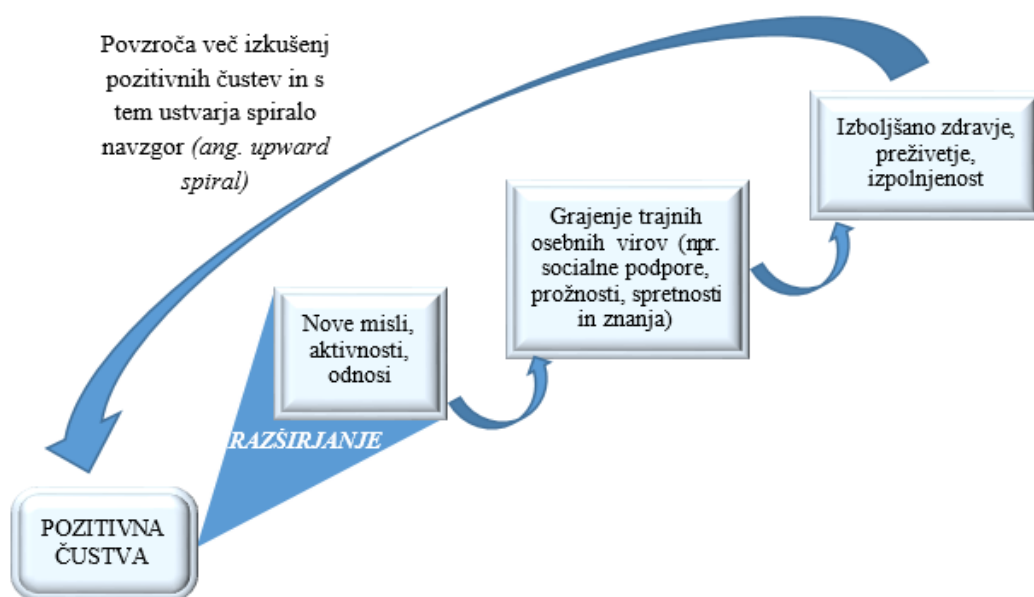 Povzroča več izkušenj
pozitivnih čustev in s
tem ustvarja spiralo
navzgor (ang. upward
spiral)
Izboljšano zdravje,
preživetje,
izpolnjenost
Grajenje trajnih
osebnih virov (npr.
socialne podpore,
prožnosti, spretnosti
in znanja)
Nove misli,
aktivnosti,
odnosi
RAZŠIRJANJE
POZITIVNA
ČUSTVA